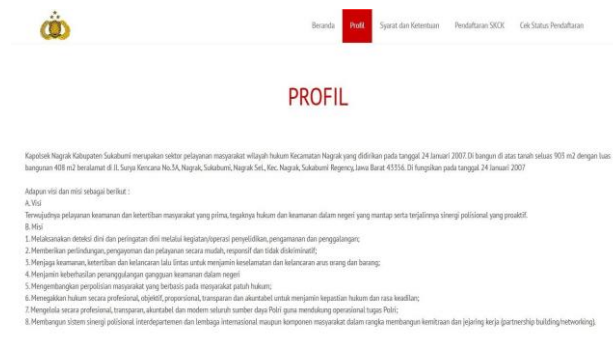 Beranda Profil Syarat dan Ketentuan Pendaftaran SKCK Cek Status Pendaftaran
PROFIL
Kapolsek Nagrak Kabupaten Sukabumi merupakan sektor pelayanan masyarakat wilayah hukum Kecamatan Nagrak yang didirikan pada tanggal 24 Januari 2007. Di bangun di atas tanah seluas 903 m2 dengan luas
bangunan 408 m2 beralamat di Jl. Surya Kencana No.3A, Nagrak, Sukabumi, Nagrak Sel., Kec. Nagrak, Sukabumi Regency, Jawa Barat 43356. Di fungsikan pada tanggal 24 Januari 2007
Adapun visi dan misi sebagai berikut :
A. Visi
Terwujudnya pelayanan keamanan dan ketertiban masyarakat yang prima, tegaknya hukum dan keamanan dalam negeri yang mantap serta terjalinnya sinergi polisional yang proaktif.
B. Misi
1. Melaksanakan deteksi dini dan peringatan dini melalui kegiatan/operasi penyelidikan, pengamanan dan penggalangan;
2. Memberikan perlindungan, pengayoman dan pelayanan secara mudah, responsif dan tidak diskriminatif;
3. Menjaga keamanan, ketertiban dan kelancaran lalu lintas untuk menjamin keselamatan dan kelancaran arus orang dan barang;
4. Menjamin keberhasilan penanggulangan gangguan keamanan dalam negeri
5. Mengembangkan perpolisian masyarakat yang berbasis pada masyarakat patuh hukum;
6. Menegakkan hukum secara profesional, objektif, proporsional, transparan dan akuntabel untuk menjamin kepastian hukum dan rasa keadilan;
7. Mengelola secara profesional, transparan, akuntabel dan modern seluruh sumber daya Polri guna mendukung operasional tugas Polri;
8. Membangun sistem sinergi polisional interdepartemen dan lembaga internasional maupun komponen masyarakat dalam rangka membangun kemitraan dan jejaring kerja (partnership building/networking).